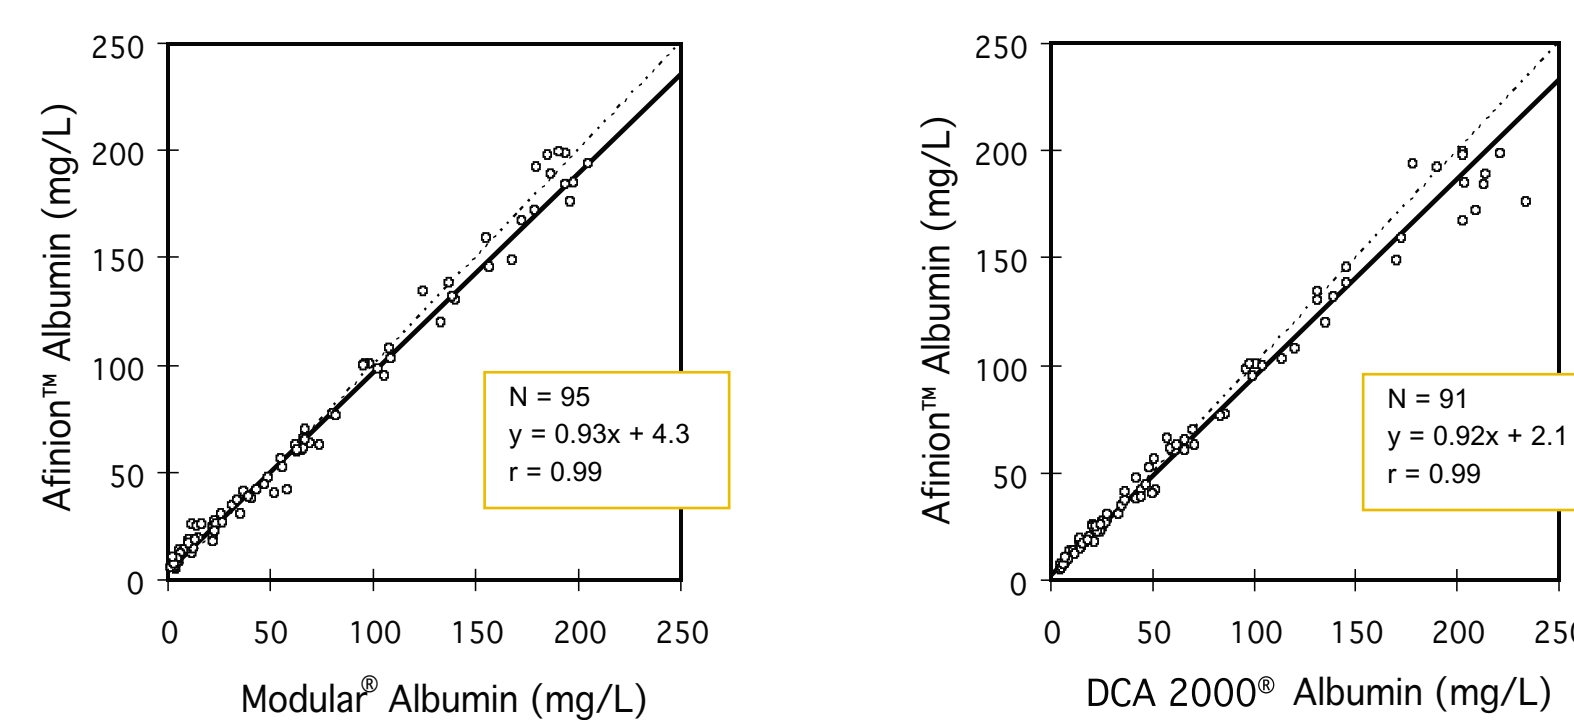 250
200
150
100
50
0
Afinion™ Albumin (mg/L)
N = 95
y = 0.93x + 4.3
r = 0.99
0 50 100 150 200 250
Modular® Albumin (mg/L)
250
200
150
100
50
0
Afinion™ Albumin (mg/L)
N = 91
y = 0.92x + 2.1
r = 0.99
0 50 100 150 200 250
DCA 2000® Albumin (mg/L)